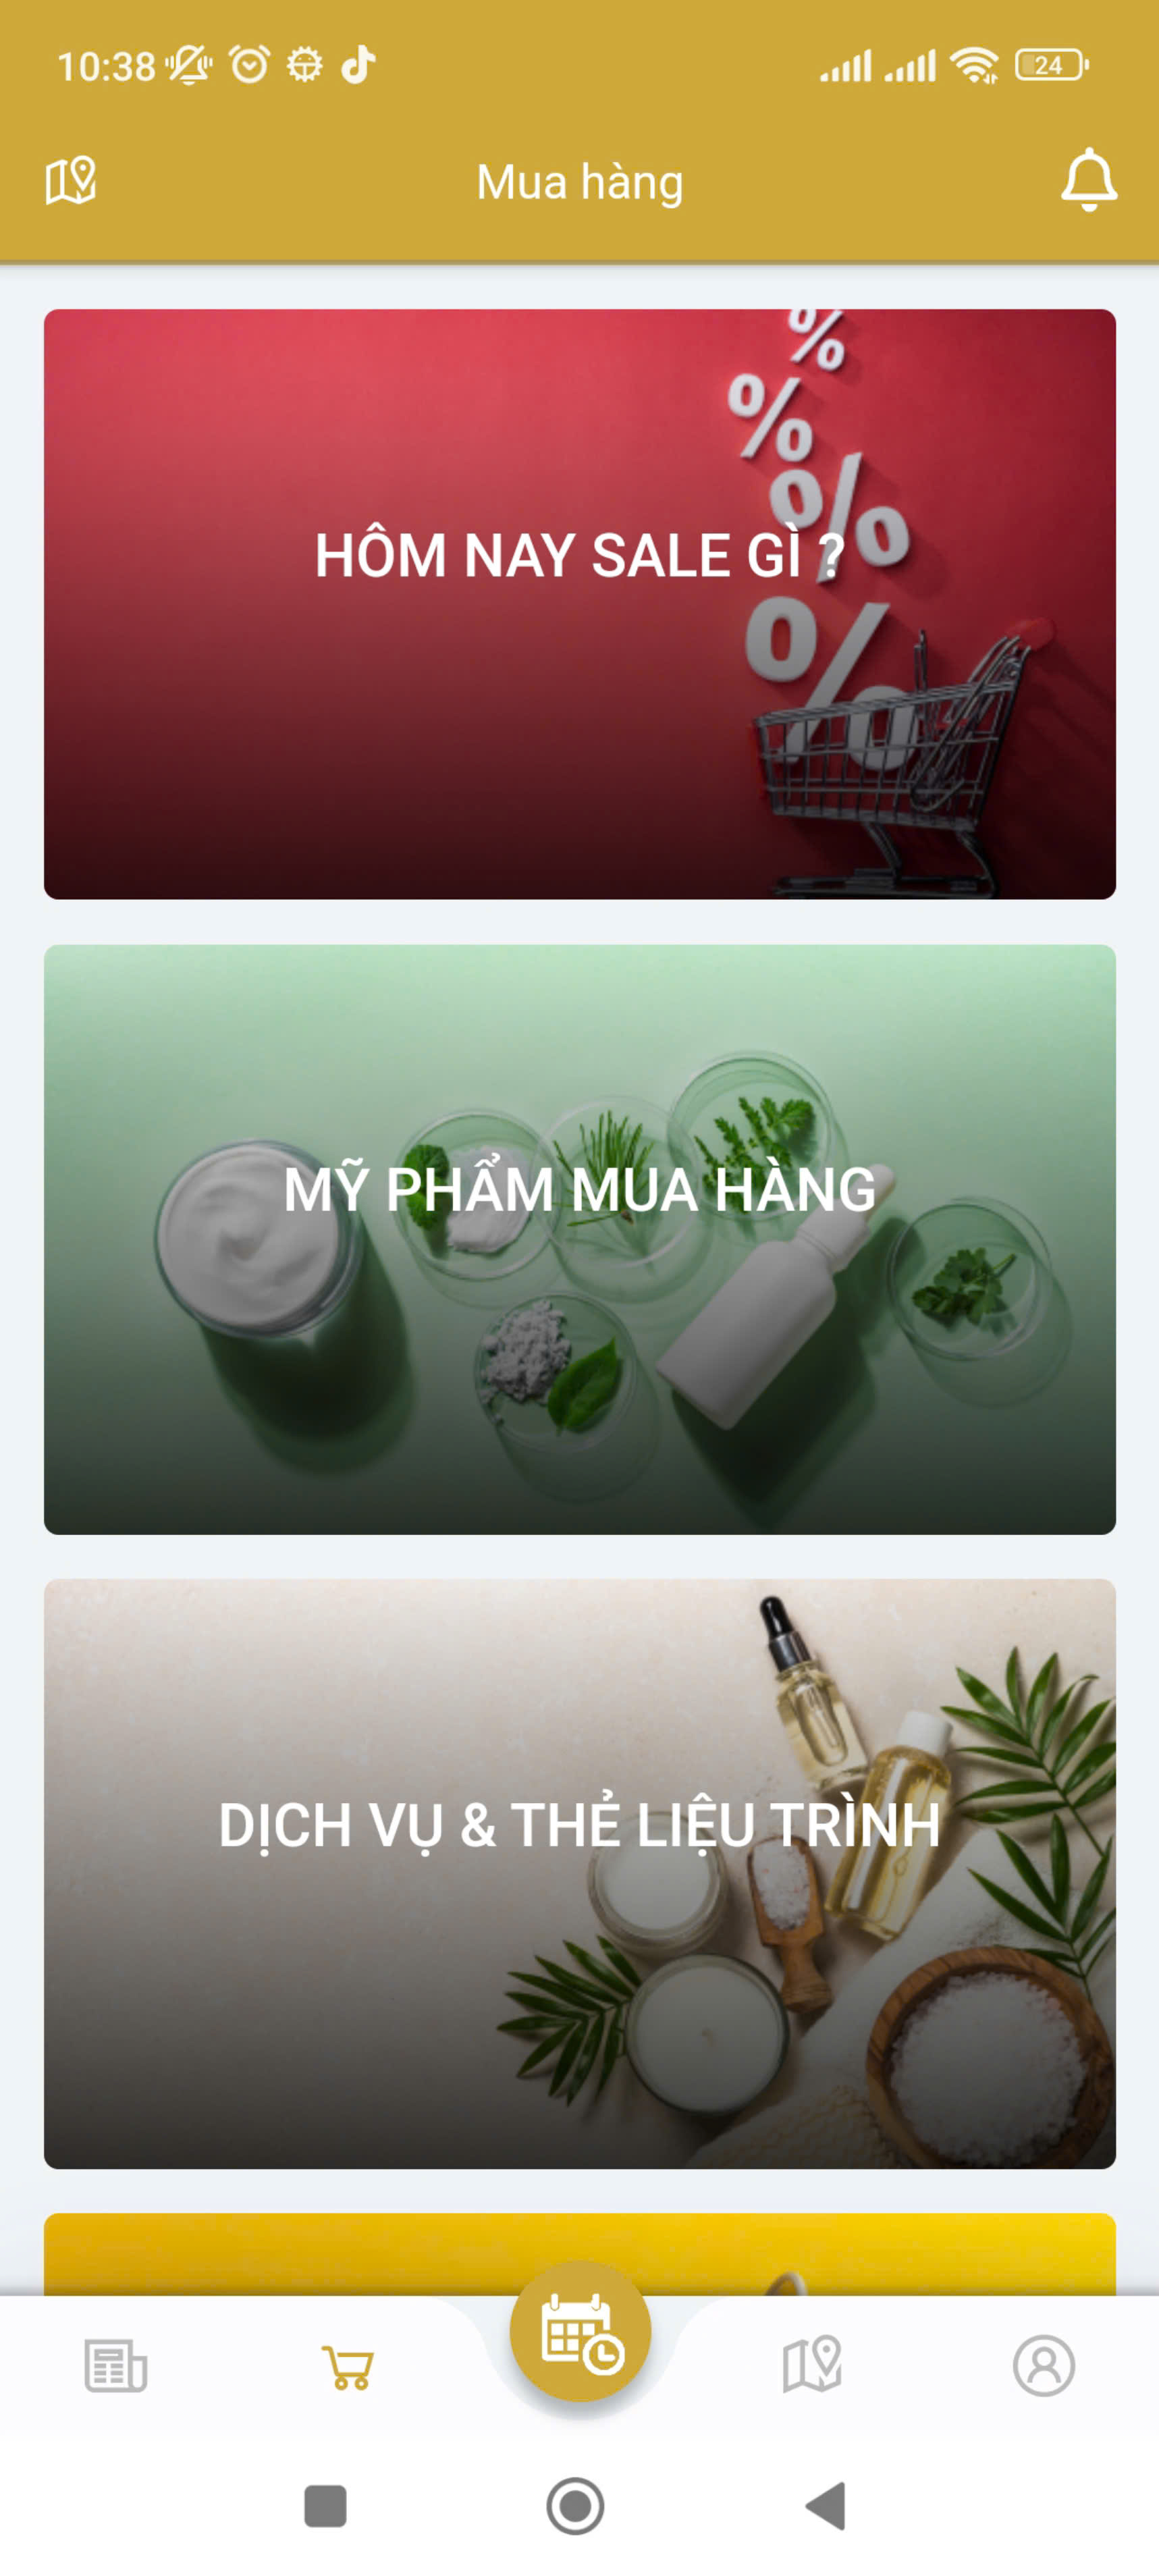 10:38
24
Mua hàng
HÔM NAY SALE GÌ ?
MỸ PHẨM MUA HÀNG
DỊCH VỤ & THẺ LIỆU TRÌNH